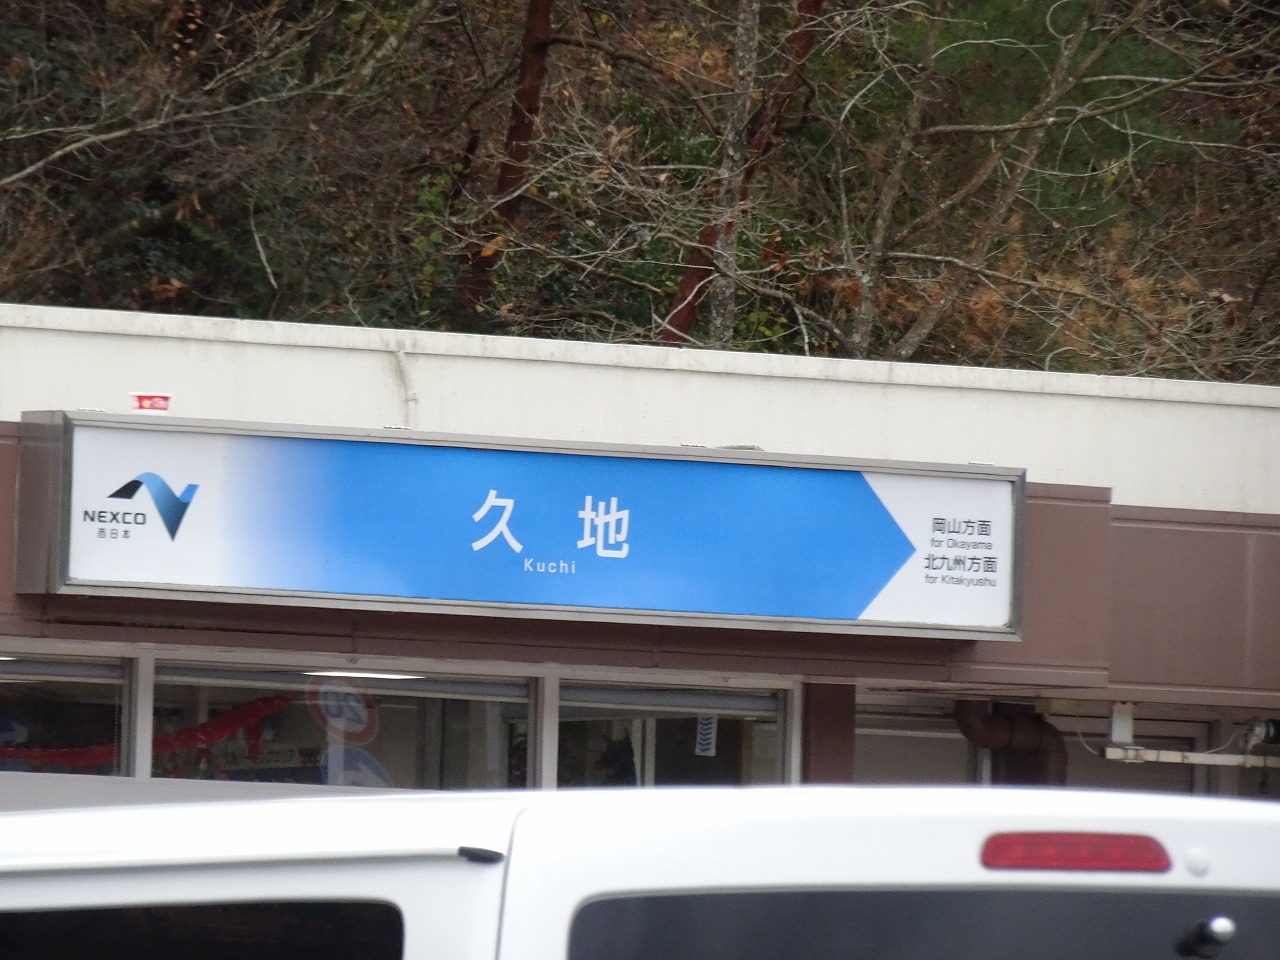 NEXCO
西日本
久地
Kuchi
岡山方面
for Okayama
北九州方面
for Kitakyushu